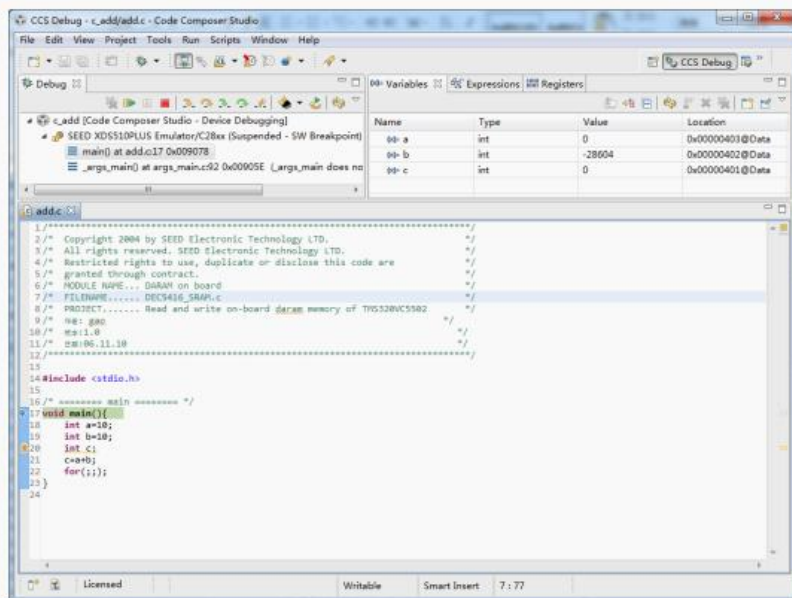 CCS Debug - c_add/add.c - Code Composer Studio
File Edit View Project Tools Run Scripts Window Help
CCS Debug
Debug
Variables Expressions Registers
c_add [Code Composer Studio - Device Debugging]
SEED XDS510PLUS Emulator/C28xx (Suspended - SW Breakpoint)
main() at add.c:17 0x009078
_args_main() at args_main.c:92 0x00905E (_args_main does no
Name Type Value Location
a int 0 0x00000403@Data
b int -28604 0x00000402@Data
c int 0 0x00000401@Data
add.c
1/******************************************************************************/
2/* Copyright 2004 by SEED Electronic Technology LTD. */
3/* All rights reserved. SEED Electronic Technology LTD. */
4/* Restricted rights to use, duplicate or disclose this code are */
5/* granted through contract. */
6/* MODULE NAME... DARAM on board */
7/* FILENAME...... DEC5416_SRAM.c */
8/* PROJECT....... Read and write on-board daram memory of TMS320VC5502 */
9/* : gao */
10/* :1.0 */
11/* :06.11.10 */
12/******************************************************************************/
13
14#include <stdio.h>
15
16/* ======== main ======== */
17void main(){
18 int a=10;
19 int b=10;
20 int c;
21 c=a+b;
22 for(;;);
23}
24
Licensed Writable Smart Insert 7 : 77